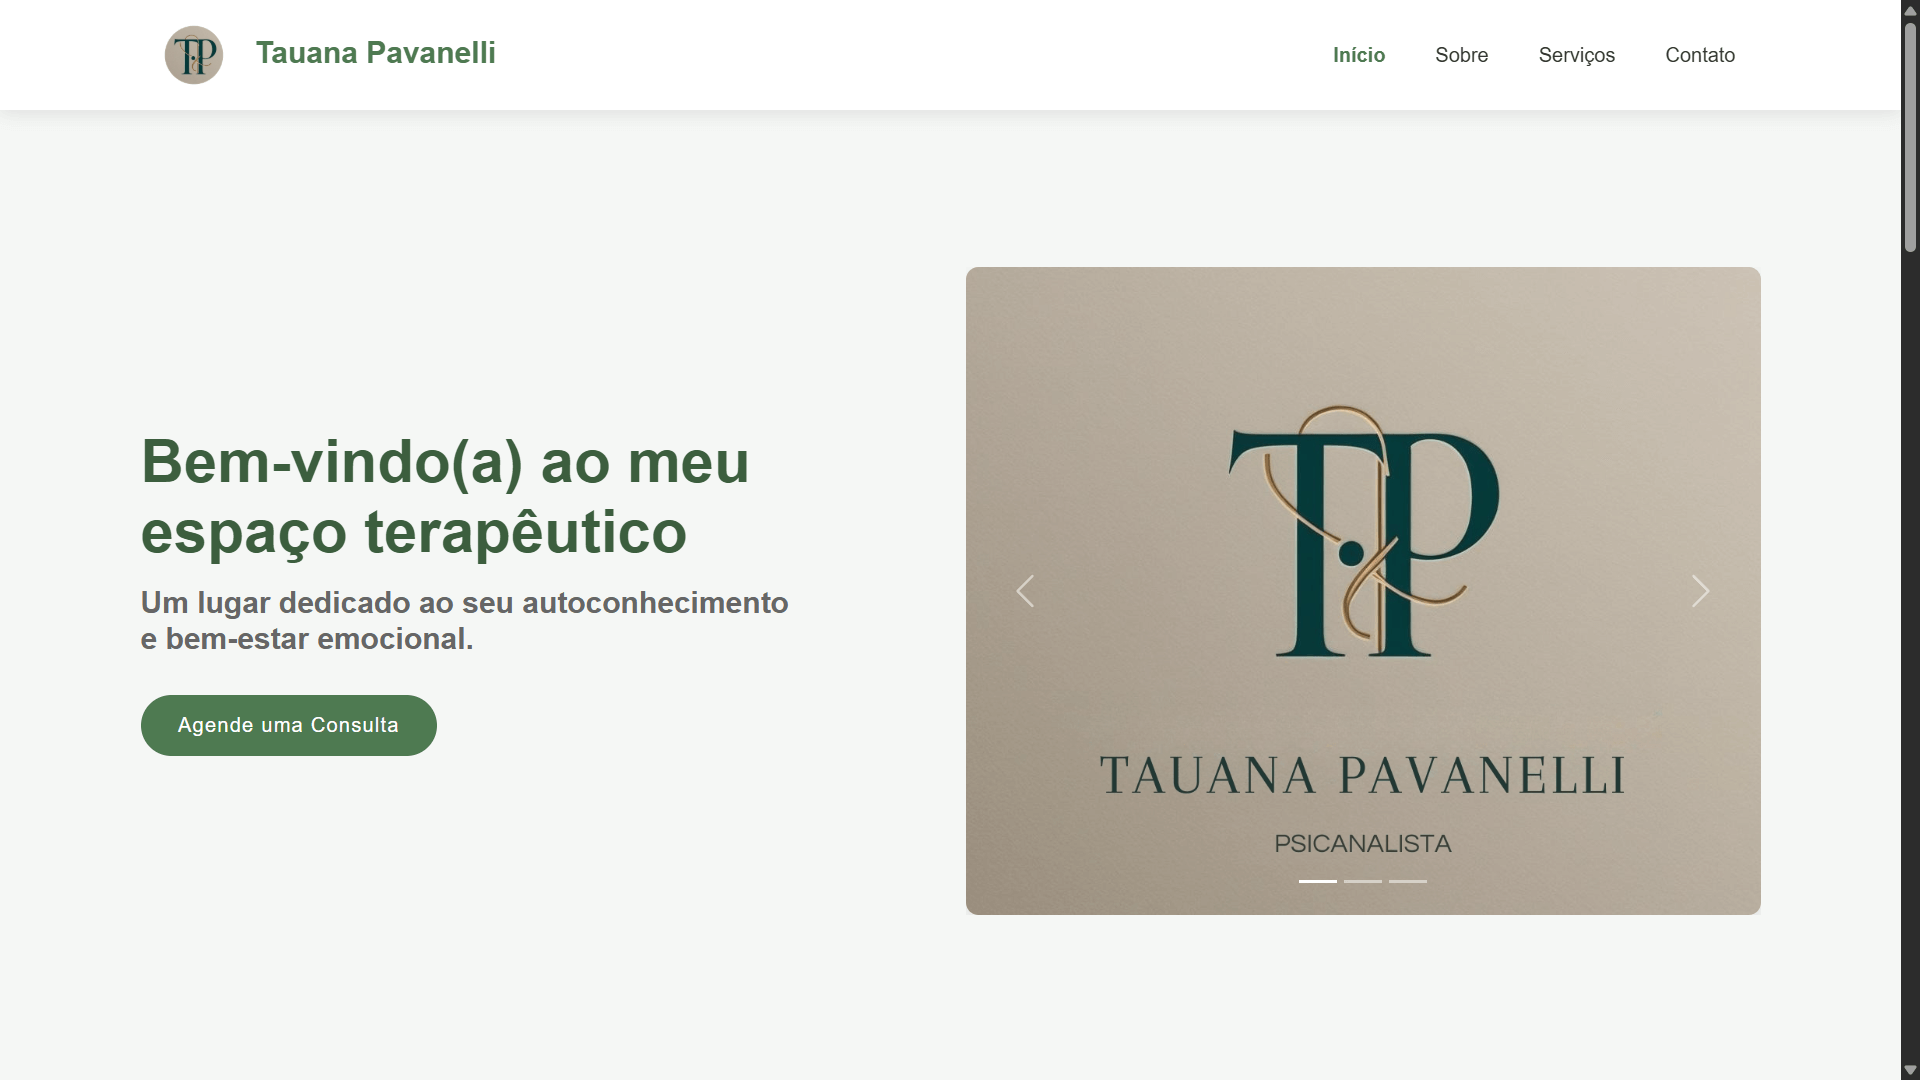 TP
Tauana Pavanelli
Início
Sobre
Serviços
Contato
Bem-vindo(a) ao meu
espaço terapêutico
Um lugar dedicado ao seu autoconhecimento
e bem-estar emocional.
Agende uma Consulta
TP
TAUANA PAVANELLI
PSICANALISTA